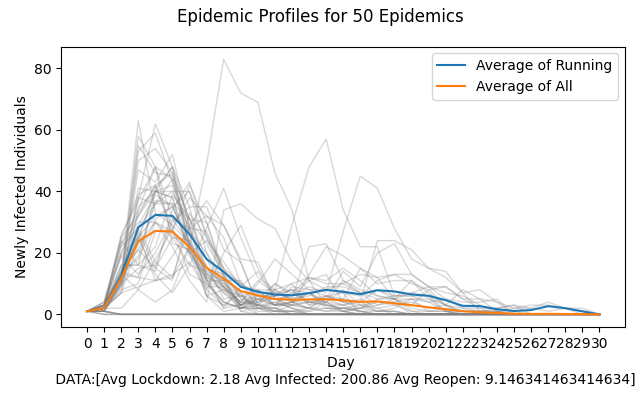 Epidemic Profiles for 50 Epidemics
Average of Running
Average of All
Newly Infected Individuals
80
60
40
20
0
0 1 2 3 4 5 6 7 8 9 10 11 12 13 14 15 16 17 18 19 20 21 22 23 24 25 26 27 28 29 30
Day
DATA:[Avg Lockdown: 2.18 Avg Infected: 200.86 Avg Reopen: 9.146341463414634]